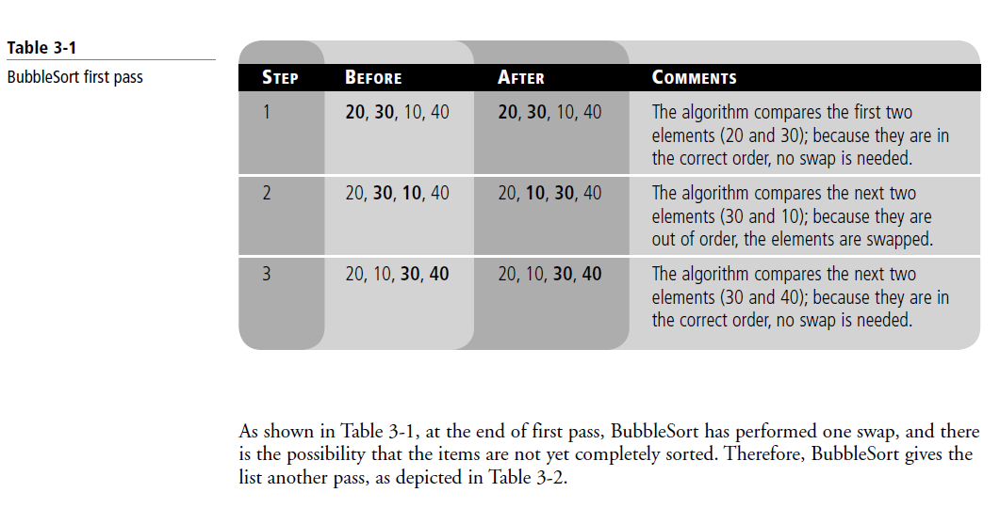 Table 3-1
BubbleSort first pass
STEP BEFORE AFTER COMMENTS
1 20, 30, 10, 40 20, 30, 10, 40 The algorithm compares the first two
elements (20 and 30); because they are in
the correct order, no swap is needed.
2 20, 30, 10, 40 20, 10, 30, 40 The algorithm compares the next two
elements (30 and 10); because they are
out of order, the elements are swapped.
3 20, 10, 30, 40 20, 10, 30, 40 The algorithm compares the next two
elements (30 and 40); because they are in
the correct order, no swap is needed.
As shown in Table 3-1, at the end of first pass, BubbleSort has performed one swap, and there
is the possibility that the items are not yet completely sorted. Therefore, BubbleSort gives the
list another pass, as depicted in Table 3-2.